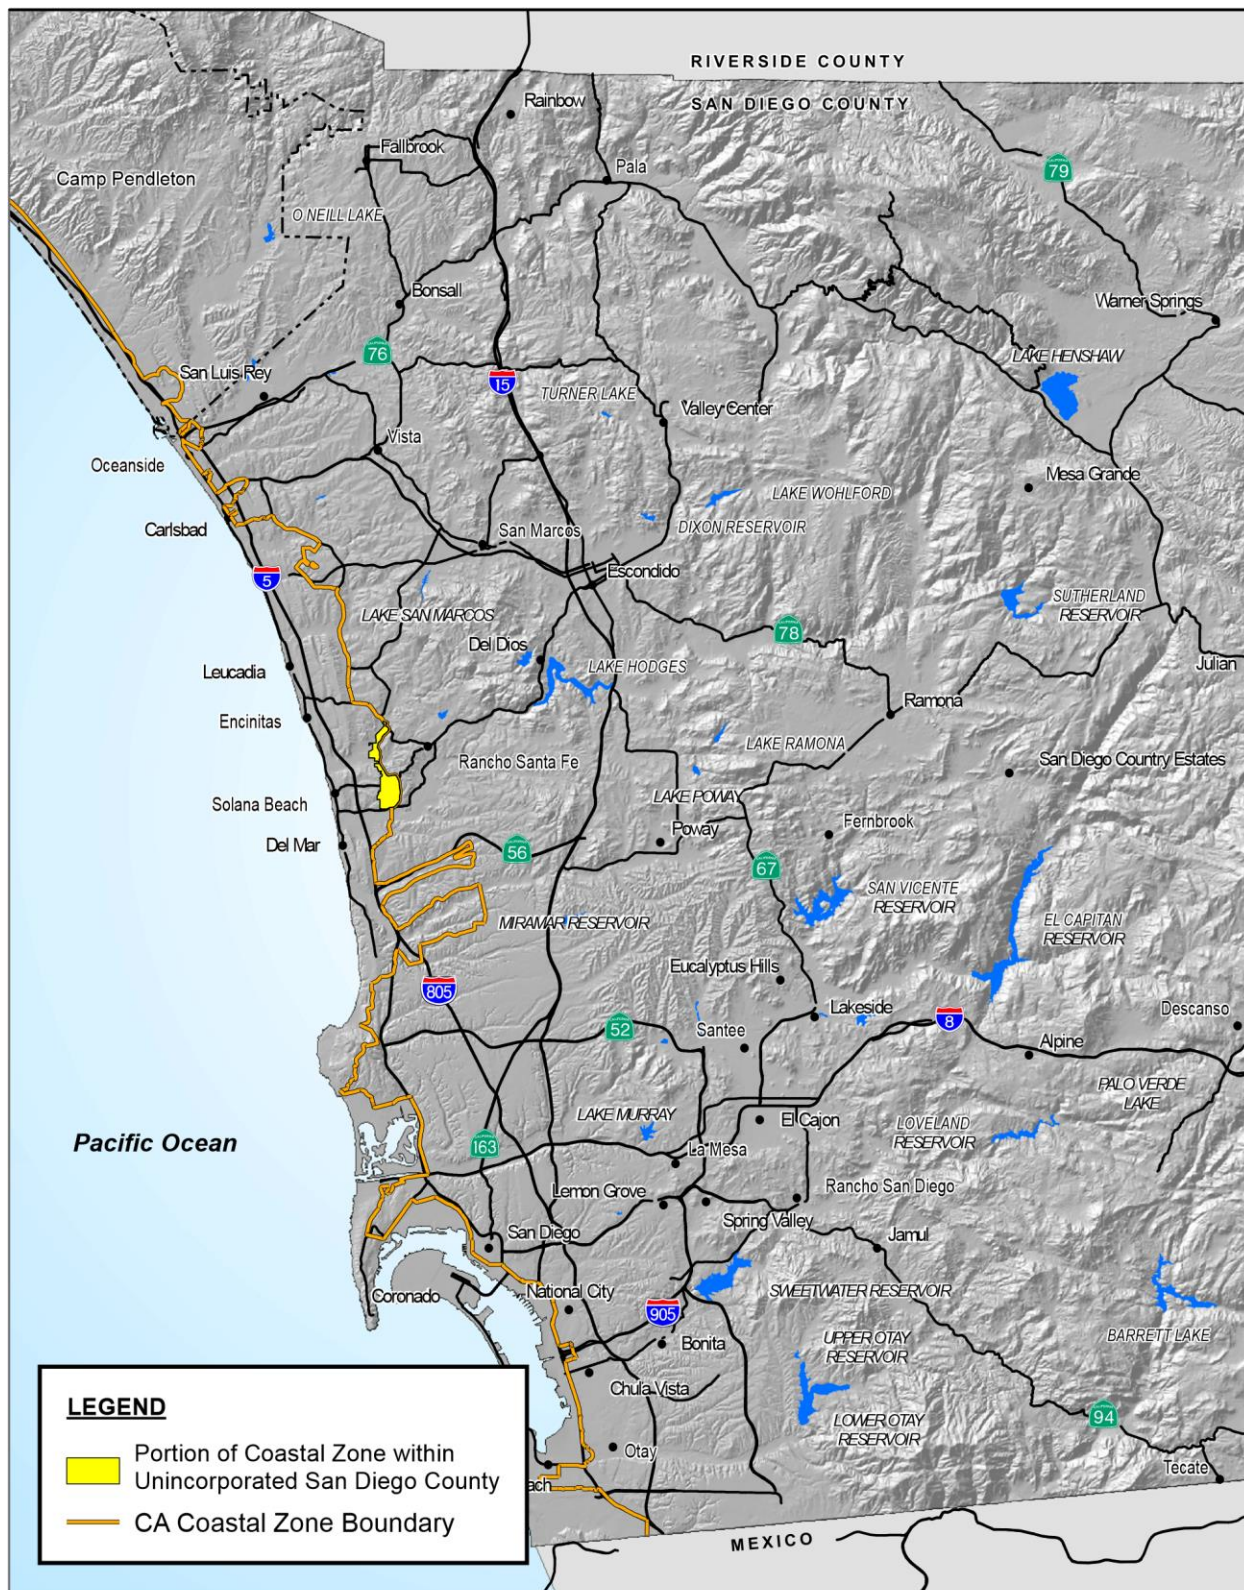 RIVERSIDE COUNTY
SAN DIEGO COUNTY
Rainbow
Fallbrook
Pala
79
Camp Pendleton
O NEILL LAKE
Bonsall
Warner Springs
76
LAKE HENSHAW
San Luis Rey
15
TURNER LAKE
Valley Center
Vista
Oceanside
Mesa Grande
LAKE WOHLFORD
DIXON RESERVOIR
Carlsbad
San Marcos
Escondido
5
LAKE SAN MARCOS
SUTHERLAND
RESERVOIR
78
Del Dios
LAKE HODGES
Julian
Leucadia
Ramona
Encinitas
LAKE RAMONA
Rancho Santa Fe
San Diego Country Estates
LAKE POWAY
Solana Beach
Poway
Fernbrook
Del Mar
56
67
SAN VICENTE
RESERVOIR
MIRAMAR RESERVOIR
EL CAPITAN
RESERVOIR
Eucalyptus Hills
805
Lakeside
Descanso
8
52
Santee
Alpine
PALO VERDE
LAKE
LAKE MURRAY
El Cajon
LOVELAND
RESERVOIR
Pacific Ocean
163
La Mesa
Lemon Grove
Rancho San Diego
Spring Valley
San Diego
Jamul
Coronado
National City
SWEETWATER RESERVOIR
905
Bonita
UPPER OTAY
RESERVOIR
BARRETT LAKE
Chula Vista
LOWER OTAY
RESERVOIR
94
Otay
Tecate
ach
MEXICO
LEGEND
Portion of Coastal Zone within
Unincorporated San Diego County
CA Coastal Zone Boundary